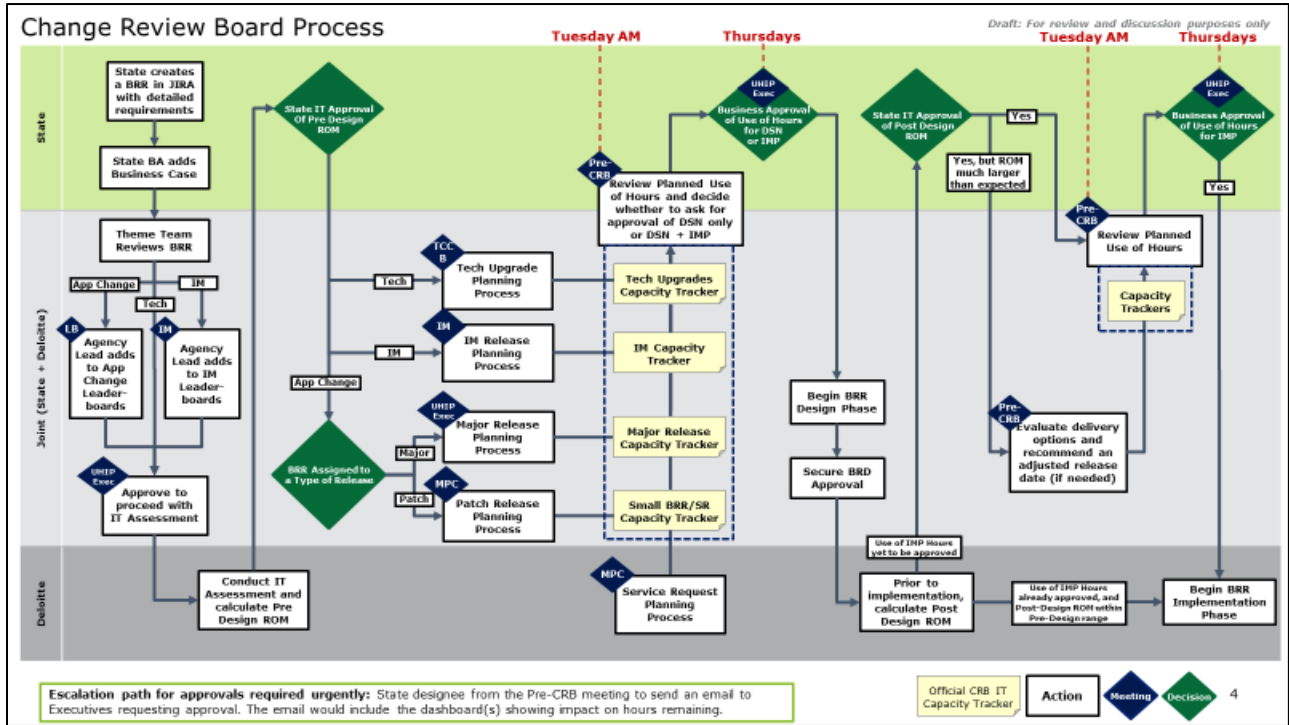 Change Review Board Process
Draft: For review and discussion purposes only
Tuesday AM
Thursdays
Tuesday AM
Thursdays
State
State creates
a BRR in JIRA
with detailed
requirements
State BA adds
Business Case
State IT Approval
Of Pre Design
ROM
Pre-
CRB
Review Planned Use
of Hours and decide
whether to ask for
approval of DSN only
or DSN + IMP
UHIP
Exec
Business Approval
of Use of Hours
for DSN
or IMP
State IT Approval
of Post Design
ROM
Yes
Yes, but ROM
much larger
than expected
UHIP
Exec
Business Approval
of Use of Hours
for IMP
Yes
Joint (State + Deloitte)
Theme Team
Reviews BRR
App Change
IM
Tech
LB
Agency
Lead adds
to App
Change
Leader-
boards
IM
Agency
Lead adds
to IM
Leader-
boards
UHIP
Exec
Approve to
proceed with
IT Assessment
Tech
IM
App Change
BRR Assigned to
a Type of Release
Major
Patch
TCC
B
Tech Upgrade
Planning
Process
IM
IM Release
Planning
Process
UHIP
Exec
Major Release
Planning
Process
MPC
Patch Release
Planning
Process
Tech Upgrades
Capacity Tracker
IM Capacity
Tracker
Major Release
Capacity Tracker
Small BRR/SR
Capacity Tracker
Begin BRR
Design Phase
Secure BRD
Approval
Pre-
CRB
Review Planned
Use of Hours
Capacity
Trackers
Pre-
CRB
Evaluate delivery
options and
recommend an
adjusted release
date (if needed)
Use of IMP Hours
yet to be approved
Deloitte
Conduct IT
Assessment and
calculate Pre
Design ROM
MPC
Service Request
Planning
Process
Prior to
implementation,
calculate Post
Design ROM
Use of IMP Hours
already approved, and
Post-Design ROM within
Pre-Design range
Begin BRR
Implementation
Phase
Escalation path for approvals required urgently: State designee from the Pre-CRB meeting to send an email to
Executives requesting approval. The email would include the dashboard(s) showing impact on hours remaining.
Official CRB IT
Capacity Tracker
Action
Meeting
Decision
4